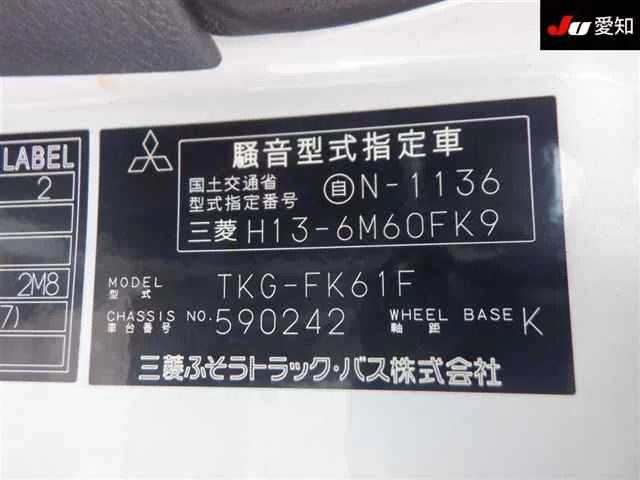 JU 愛知
LABEL
2
2M8
7)
騒音型式指定車
国土交通省
型式指定番号
自 N-1136
三菱 H13-6M60FK9
MODEL
型式
TKG-FK61F
CHASSIS NO.
車台番号
590242
WHEEL BASE
軸距
K
三菱ふそうトラック・バス株式会社